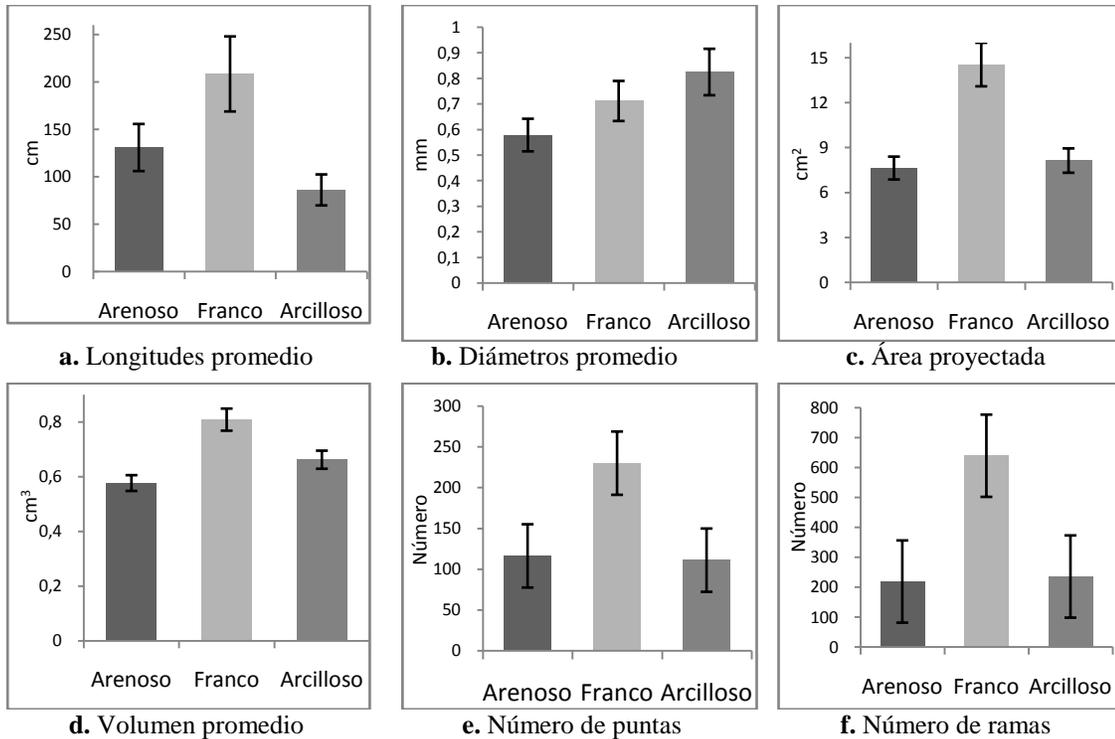 250
200
150
100
50
0
cm
Arenoso Franco Arcilloso
a. Longitudes promedio
1
0,9
0,8
0,7
0,6
0,5
0,4
0,3
0,2
0,1
0
mm
Arenoso Franco Arcilloso
b. Diámetros promedio
15
12
9
6
3
0
cm²
Arenoso Franco Arcilloso
c. Área proyectada
0,8
0,6
0,4
0,2
0
cm³
Arenoso Franco Arcilloso
d. Volumen promedio
300
250
200
150
100
50
0
Número
Arenoso Franco Arcilloso
e. Número de puntas
800
700
600
500
400
300
200
100
0
Número
Arenoso Franco Arcilloso
f. Número de ramas